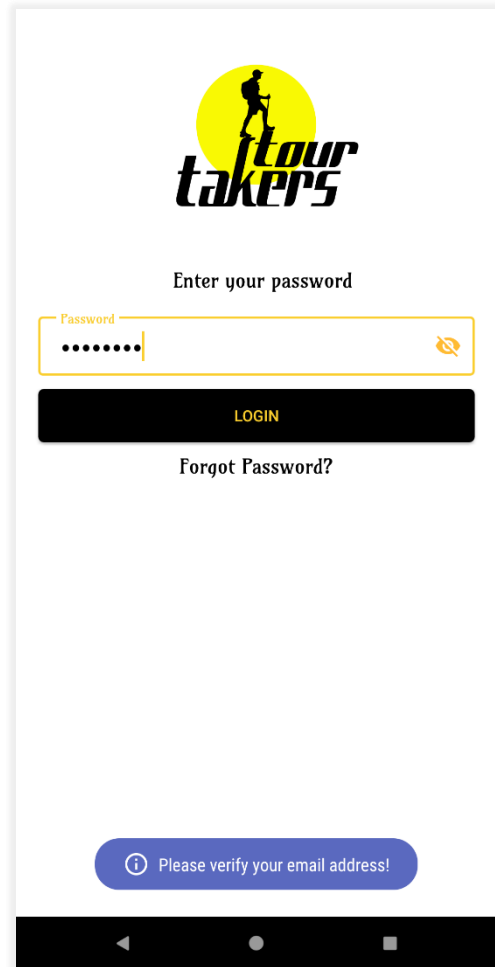 tour
takers
Enter your password
Password
••••••••
LOGIN
Forgot Password?
Please verify your email address!